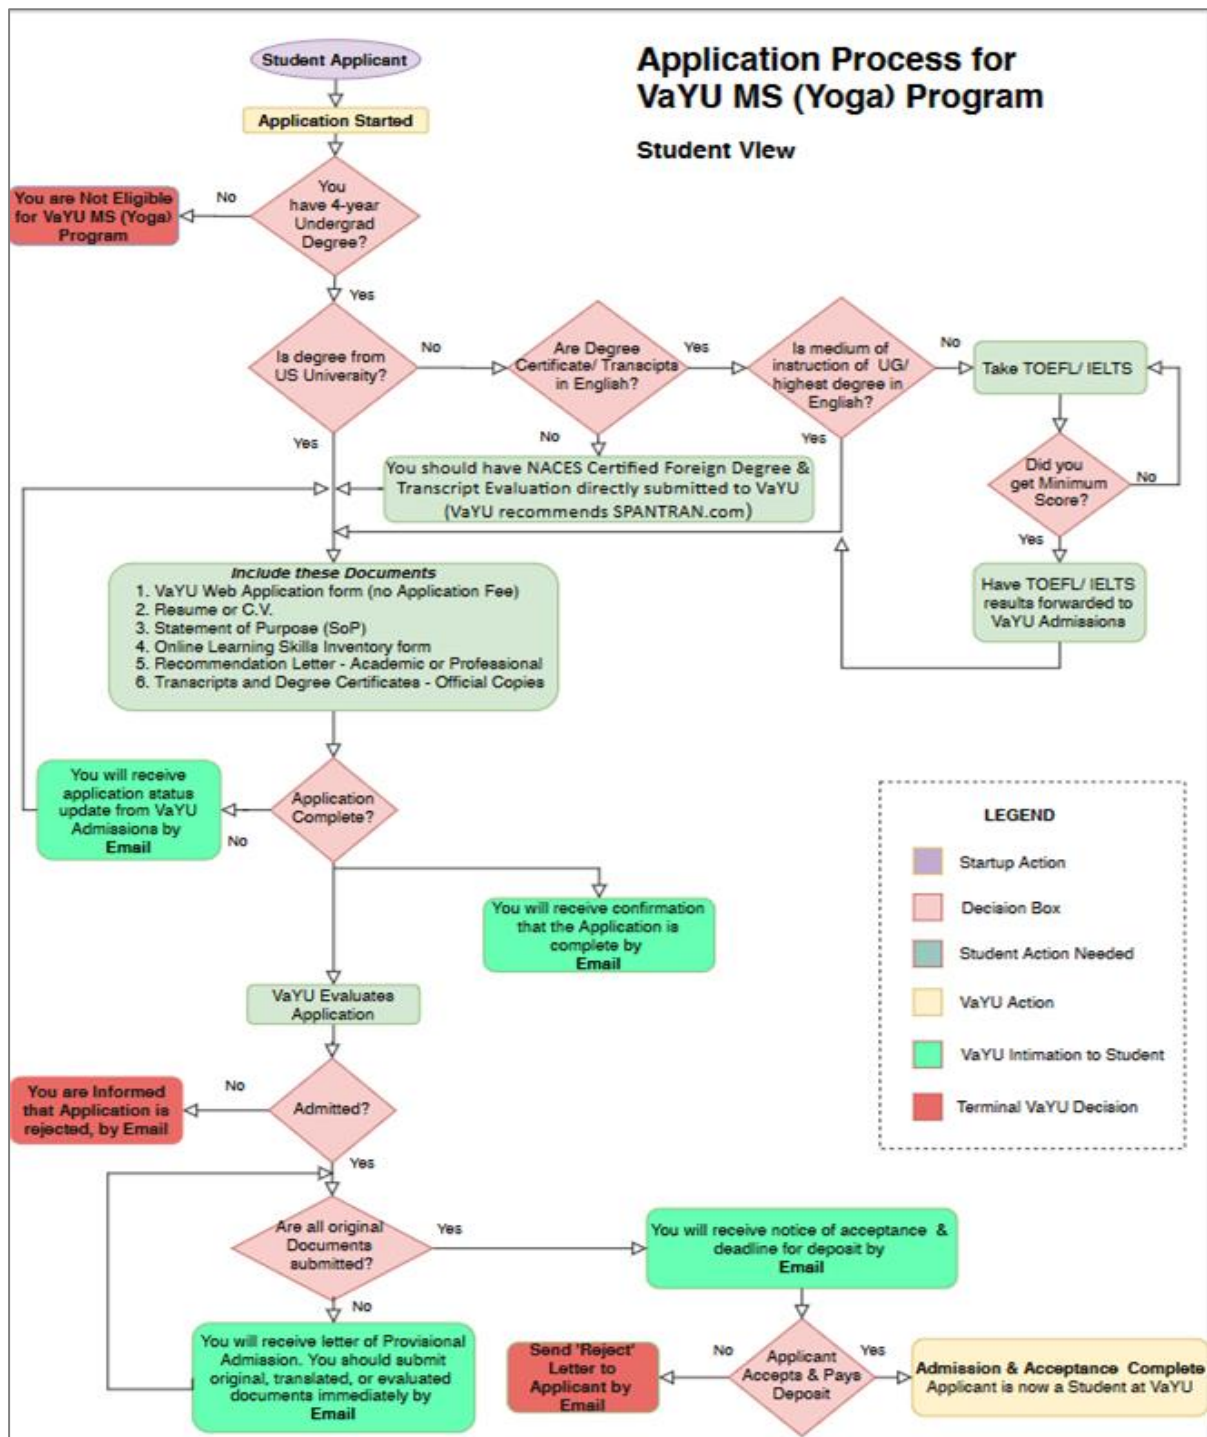 Application Process for
VaYU MS (Yoga) Program
Student VIew
Student Applicant
Application Started
You
have 4-year
Undergrad
Degree?
No
You are Not Eligible
for VaYU MS (Yoga)
Program
Yes
Is degree from
US University?
No
Are Degree
Certificate/ Transcipts
in English?
Yes
Is medium of
instruction of UG/
highest degree in
English?
No
Take TOEFL/ IELTS
Yes
No
Yes
Did you
get Minimum
Score?
No
Yes
You should have NACES Certified Foreign Degree &
Transcript Evaluation directly submitted to VaYU
(VaYU recommends SPANTRAN.com)
Have TOEFL/ IELTS
results forwarded to
VaYU Admissions
Include these Documents
1. VaYU Web Application form (no Application Fee)
2. Resume or C.V.
3. Statement of Purpose (SoP)
4. Online Learning Skills Inventory form
5. Recommendation Letter - Academic or Professional
6. Transcripts and Degree Certificates - Official Copies
Application
Complete?
No
You will receive
application status
update from VaYU
Admissions by
Email
You will receive confirmation
that the Application is
complete by
Email
LEGEND
Startup Action
Decision Box
Student Action Needed
VaYU Action
VaYU Intimation to Student
Terminal VaYU Decision
VaYU Evaluates
Application
Admitted?
No
You are Informed
that Application is
rejected, by Email
Yes
Are all original
Documents
submitted?
Yes
You will receive notice of acceptance &
deadline for deposit by
Email
No
You will receive letter of Provisional
Admission. You should submit
original, translated, or evaluated
documents immediately by
Email
Applicant
Accepts & Pays
Deposit
No
Send 'Reject'
Letter to
Applicant by
Email
Yes
Admission & Acceptance Complete
Applicant is now a Student at VaYU